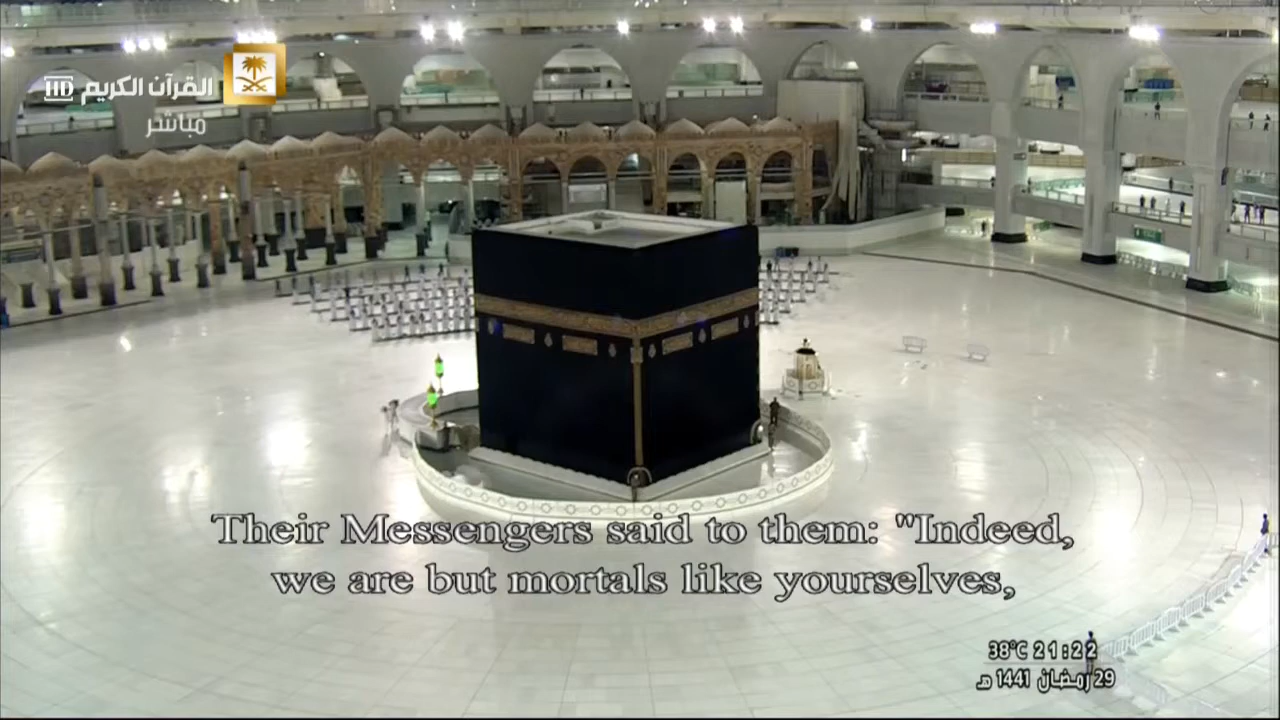 القرآن الكريم HD
مباشر
Their Messengers said to them: "Indeed,
we are but mortals like yourselves,
38°C 21:22
29 رمضان 1441 هـ